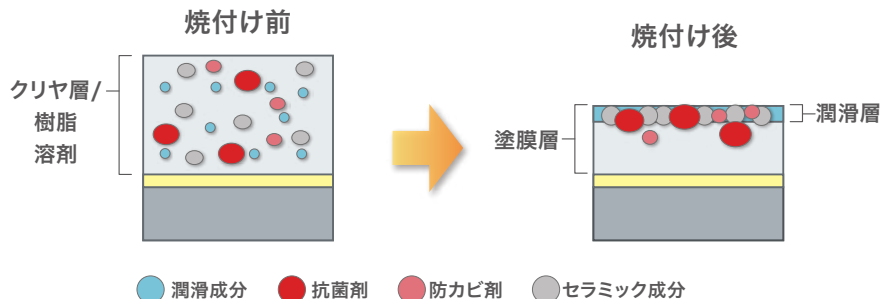 焼付け前
焼付け後
クリヤ層/
樹脂
溶剤
塗膜層
潤滑層
潤滑成分
抗菌剤
防カビ剤
セラミック成分